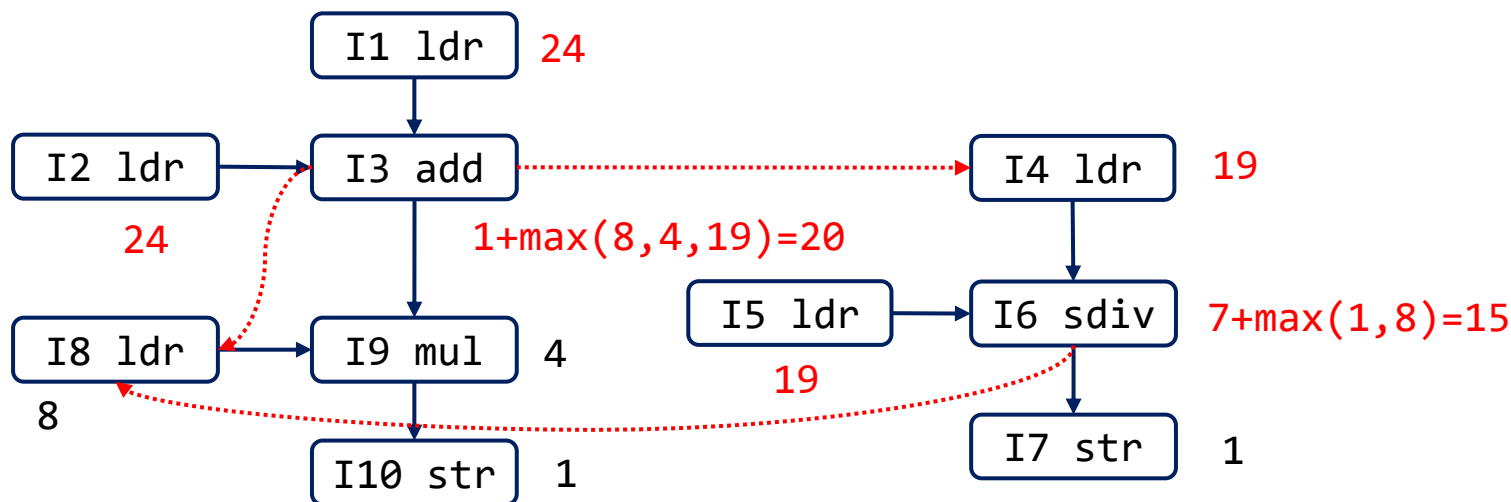 I1 ldr 24
I2 ldr I3 add I4 ldr 19
24 1+max(8,4,19)=20
I5 ldr I6 sdiv 7+max(1,8)=15
I8 ldr I9 mul 4
19
8
I7 str 1
I10 str 1